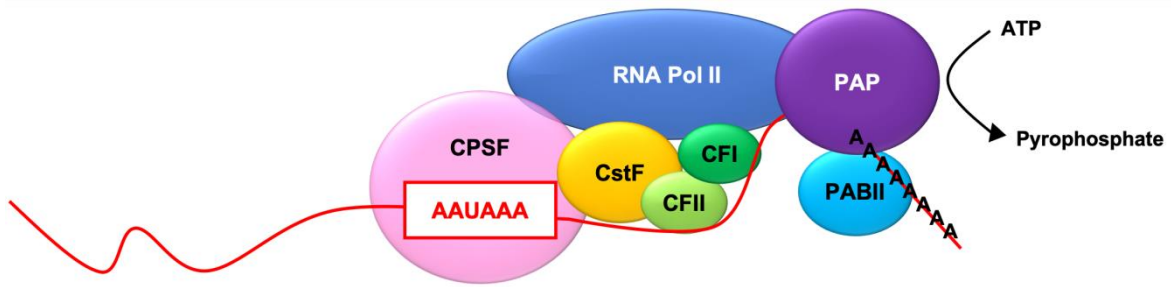 ATP
RNA Pol II
PAP
Pyrophosphate
CPSF
CFI
CstF
PABII
CFII
AAUAAA
AAAAAAAA